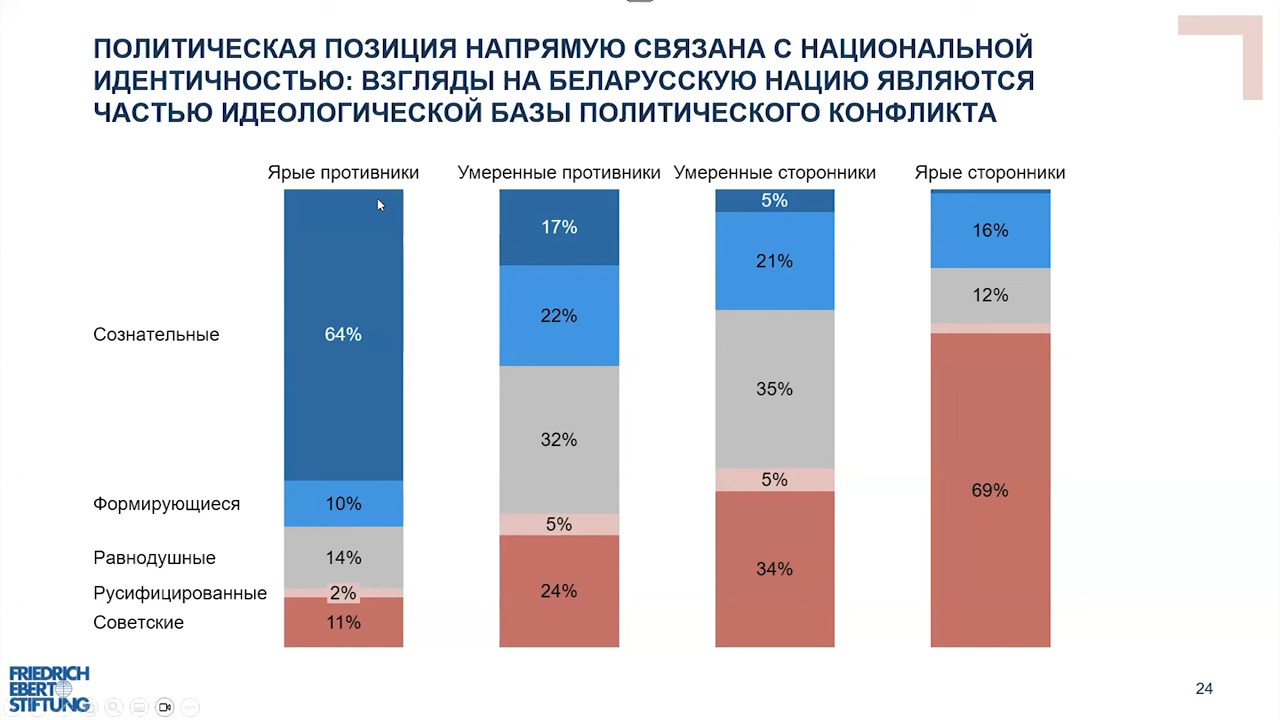 ПОЛИТИЧЕСКАЯ ПОЗИЦИЯ НАПРЯМУЮ СВЯЗАНА С НАЦИОНАЛЬНОЙ
ИДЕНТИЧНОСТЬЮ: ВЗГЛЯДЫ НА БЕЛАРУССКУЮ НАЦИЮ ЯВЛЯЮТСЯ
ЧАСТЬЮ ИДЕОЛОГИЧЕСКОЙ БАЗЫ ПОЛИТИЧЕСКОГО КОНФЛИКТА
Ярые противники Умеренные противники Умеренные сторонники Ярые сторонники
5%
17% 16%
21%
12%
22%
Сознательные 64%
35%
32%
5%
69%
Формирующиеся 10%
5%
Равнодушные 14%
34%
Русифицированные 2% 24%
Советские 11%
FRIEDRICH
EBERT
STIFTUNG
24